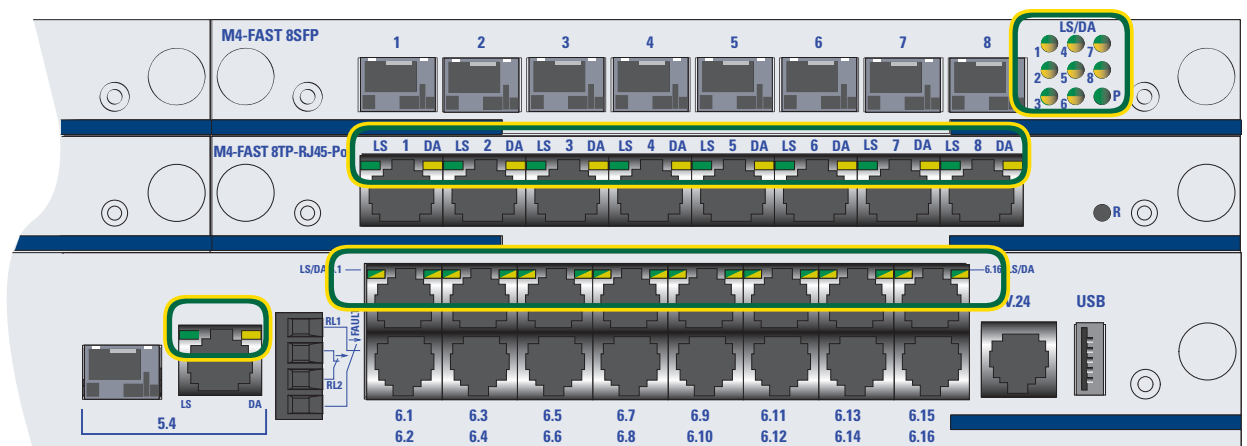 M4-FAST 8SFP
1 2 3 4 5 6 7 8
LS/DA
1 4 7
2 5 8
3 6 P
M4-FAST 8TP-RJ45-Po
LS 1 DA LS 2 DA LS 3 DA LS 4 DA LS 5 DA LS 6 DA LS 7 DA LS 8 DA
R
LS/DA .1
6.16 LS/DA
V.24
USB
RL1
FAULT
RL2
LS DA
5.4
6.1 6.3 6.5 6.7 6.9 6.11 6.13 6.15
6.2 6.4 6.6 6.8 6.10 6.12 6.14 6.16